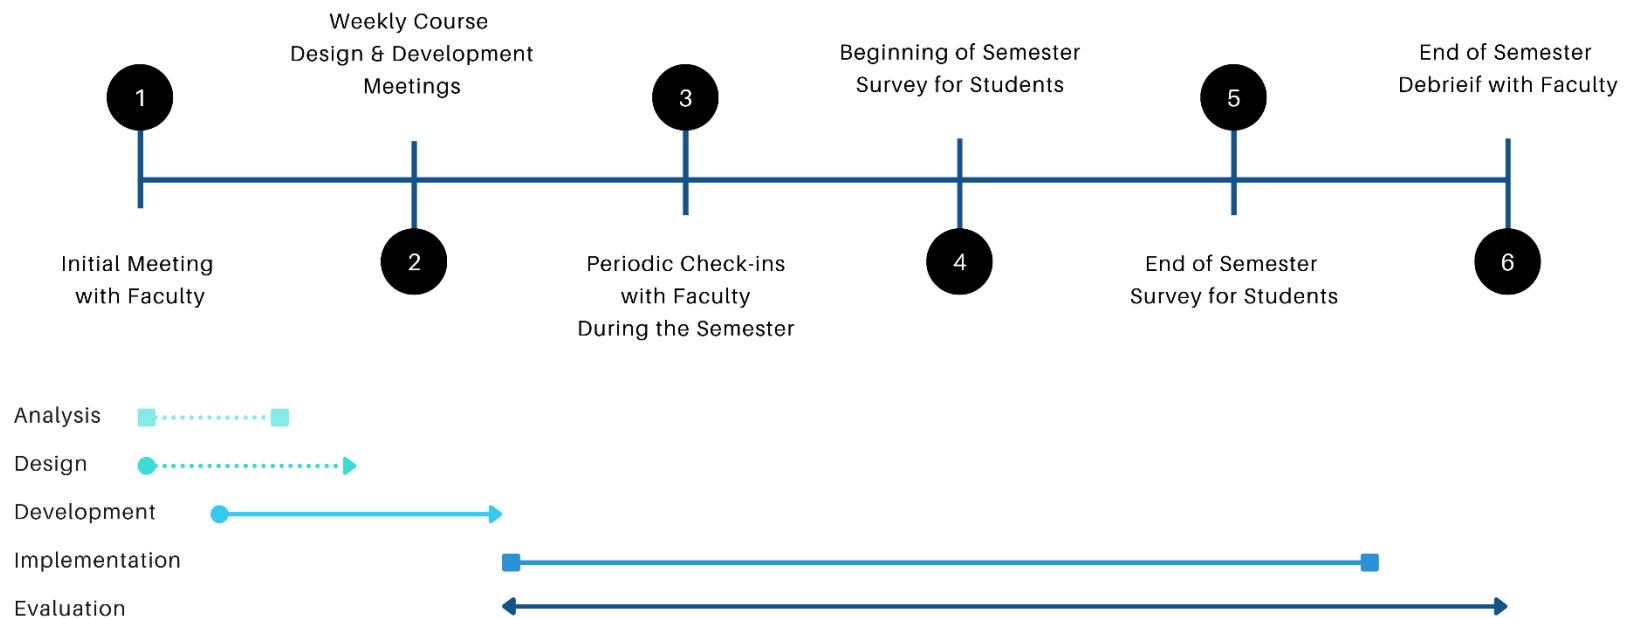 Weekly Course
Design & Development
Meetings
Beginning of Semester
Survey for Students
End of Semester
Debrieif with Faculty
1
3
5
2
4
6
Initial Meeting
with Faculty
Periodic Check-ins
with Faculty
During the Semester
End of Semester
Survey for Students
Analysis
Design
Development
Implementation
Evaluation